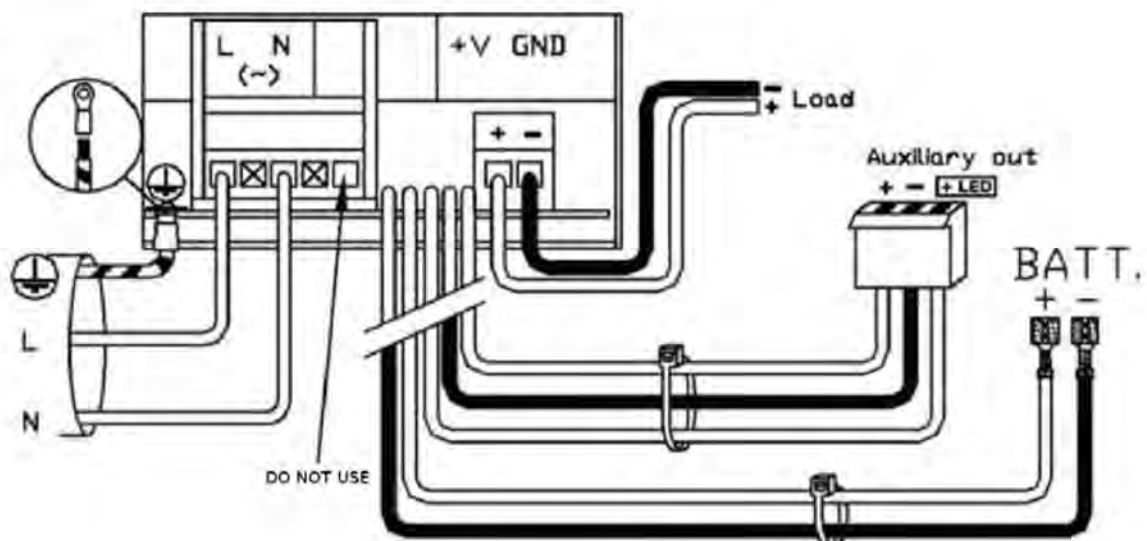 L N +V GND
(~)
+ -
- Load
+
Auxiliary out
+ - + LED
BATT.
+ -
L
N
DO NOT USE